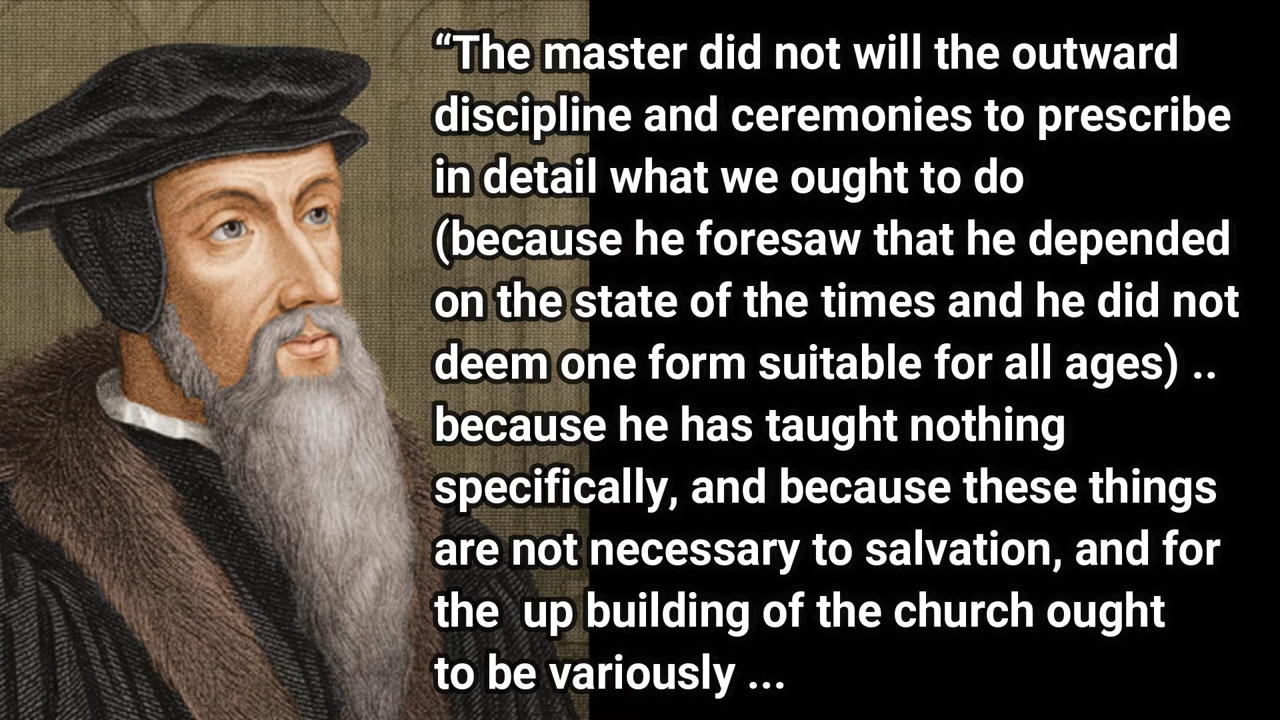 “The master did not will the outward
discipline and ceremonies to prescribe
in detail what we ought to do
(because he foresaw that he depended
on the state of the times and he did not
deem one form suitable for all ages) ..
because he has taught nothing
specifically, and because these things
are not necessary to salvation, and for
the  up building of the church ought
to be variously ...